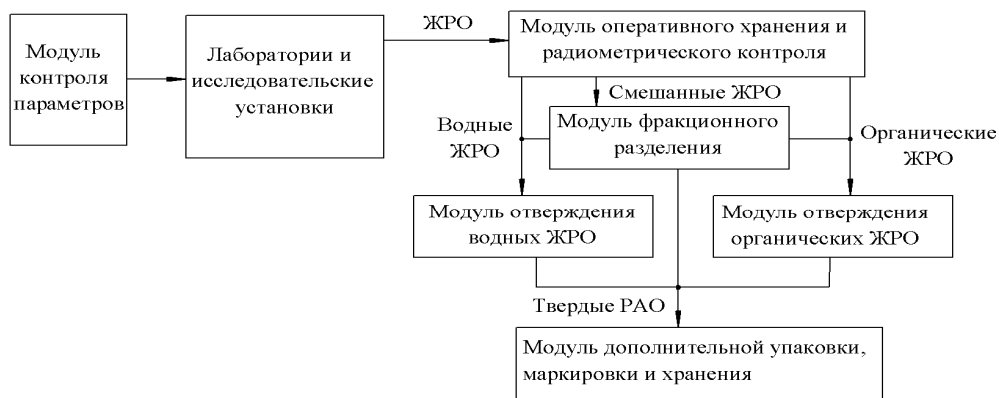 Модуль
контроля
параметров
Лаборатории и
исследовательские
установки
ЖРО
Модуль оперативного хранения и
радиометрического контроля
Смешанные ЖРО
Водные
ЖРО
Модуль фракционного
разделения
Органические
ЖРО
Модуль отверждения
водных ЖРО
Модуль отверждения
органических ЖРО
Твердые РАО
Модуль дополнительной упаковки,
маркировки и хранения